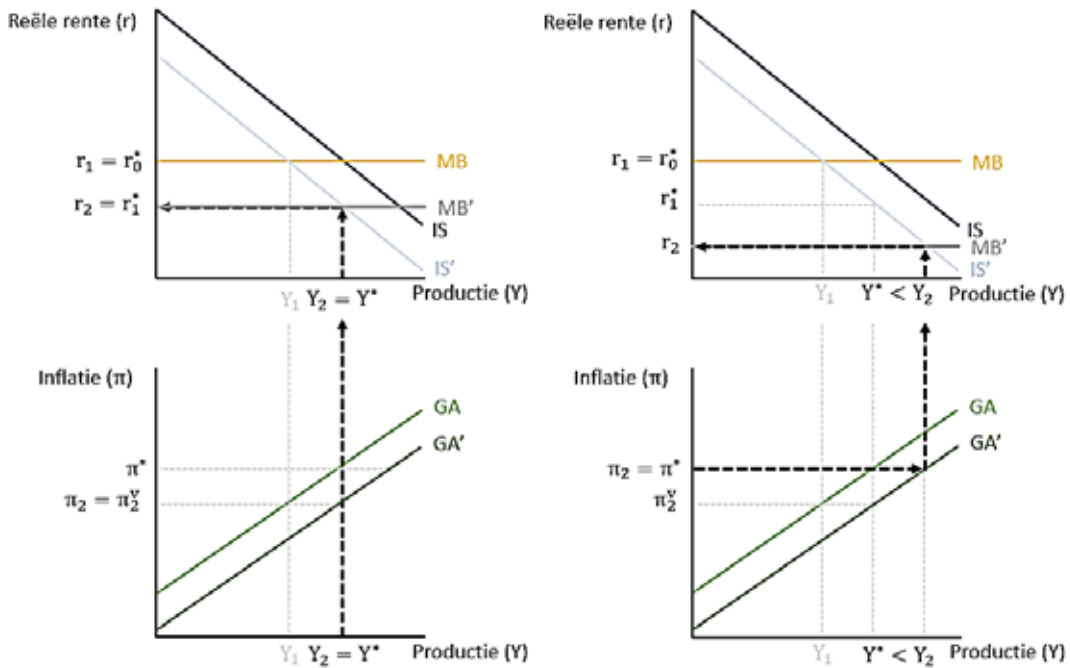 Reële rente (r)
r₁ = r₀*
MB
r₂ = r₁*
MB’
IS
IS’
Y₁ Y₂ = Y* Productie (Y)
Inflatie (π)
GA
GA’
π*
π₂ = π₂ᵛ
Y₁ Y₂ = Y* Productie (Y)
Reële rente (r)
r₁ = r₀*
MB
r₁*
r₂
IS
MB’
IS’
Y₁ Y* < Y₂ Productie (Y)
Inflatie (π)
GA
GA’
π₂ = π*
π₂ᵛ
Y₁ Y* < Y₂ Productie (Y)